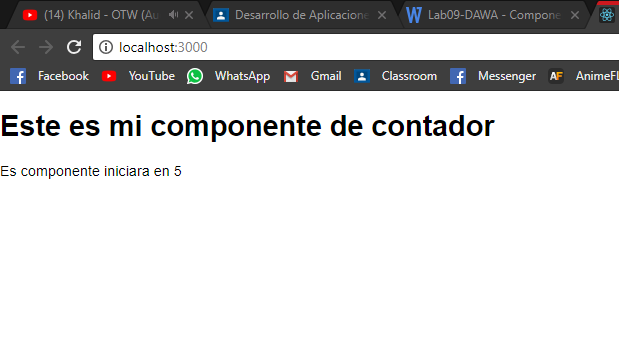 (14) Khalid - OTW (Au
Desarrollo de Aplicacione
Lab09-DAWA - Compone
localhost:3000
Facebook YouTube WhatsApp Gmail Classroom Messenger AF AnimeFL
Este es mi componente de contador
Es componente iniciara en 5